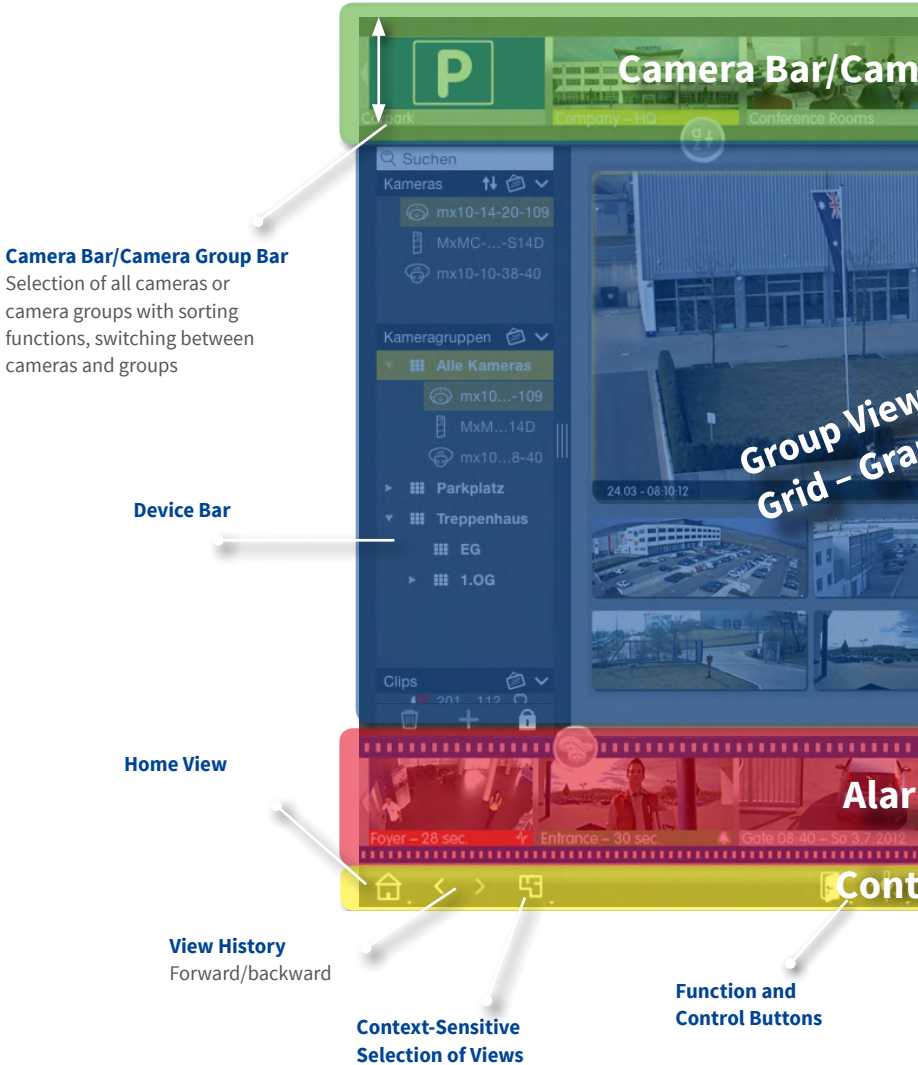 P
Camera Bar/Cam
Carpark
Company – HQ
Conference Rooms
Suchen
Kameras
mx10-14-20-109
MxMC-...-S14D
mx10-10-38-40
Camera Bar/Camera Group Bar
Selection of all cameras or
camera groups with sorting
functions, switching between
cameras and groups
Kameragruppen
Alle Kameras
mx10...-109
MxM...14D
mx10...8-40
Group View
Grid – Gra
24.03 - 08:10:12
Parkplatz
Device Bar
Treppenhaus
EG
1.OG
Clips
Home View
Alar
Foyer – 28 sec.
Entrance – 30 sec.
Gate 08:40 – So 3.7.2012
Cont
View History
Forward/backward
Function and
Control Buttons
Context-Sensitive
Selection of Views